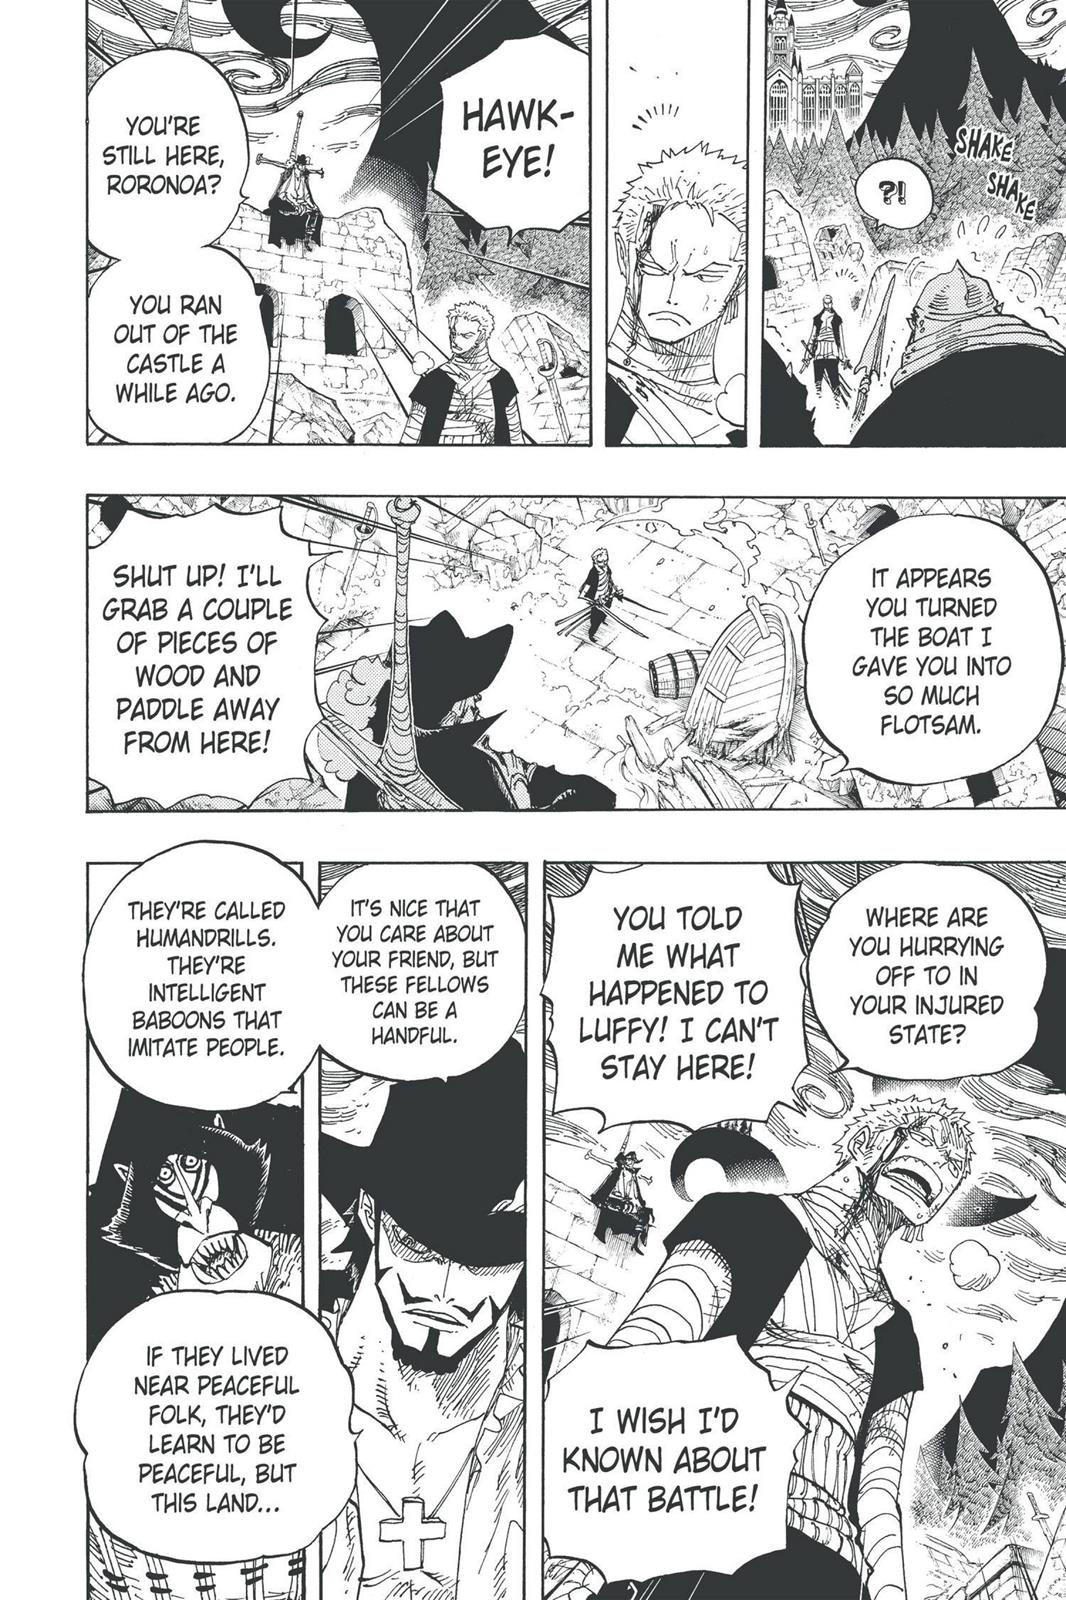 SHAKE
SHAKE
?!
HAWK-
EYE!
YOU'RE
STILL HERE,
RORONOA?
YOU RAN
OUT OF THE
CASTLE A
WHILE AGO.
IT APPEARS
YOU TURNED
THE BOAT I
GAVE YOU INTO
SO MUCH
FLOTSAM.
SHUT UP! I'LL
GRAB A COUPLE
OF PIECES OF
WOOD AND
PADDLE AWAY
FROM HERE!
WHERE ARE
YOU HURRYING
OFF TO IN
YOUR INJURED
STATE?
YOU TOLD
ME WHAT
HAPPENED TO
LUFFY! I CAN'T
STAY HERE!
I WISH I'D
KNOWN ABOUT
THAT BATTLE!
IT'S NICE THAT
YOU CARE ABOUT
YOUR FRIEND, BUT
THESE FELLOWS
CAN BE A
HANDFUL.
THEY'RE CALLED
HUMANDRILLS.
THEY'RE
INTELLIGENT
BABOONS THAT
IMITATE PEOPLE.
IF THEY LIVED
NEAR PEACEFUL
FOLK, THEY'D
LEARN TO BE
PEACEFUL, BUT
THIS LAND...